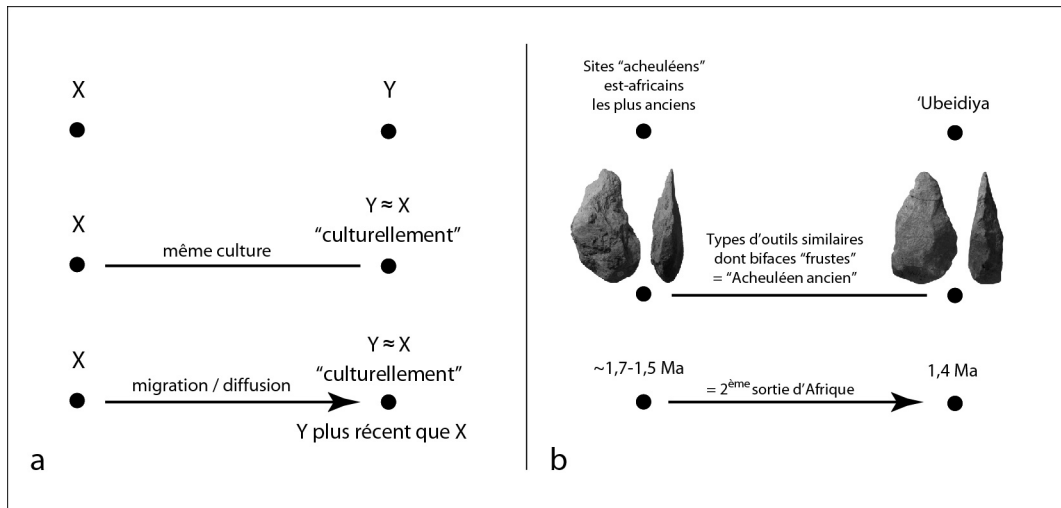 X
Y
X
Y ≈ X
“culturellement”
même culture
X
Y ≈ X
“culturellement”
migration / diffusion
Y plus récent que X
a
Sites “acheuléens”
est-africains
les plus anciens
‘Ubeidiya
Types d’outils similaires
dont bifaces “frustes”
= “Acheuléen ancien”
~1,7-1,5 Ma
1,4 Ma
= 2ème sortie d’Afrique
b